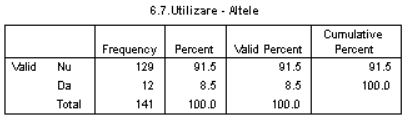 6.7.Utilizare - Altele
Frequency Percent Valid Percent Cumulative Percent
Valid Nu 129 91.5 91.5 91.5
Da 12 8.5 8.5 100.0
Total 141 100.0 100.0